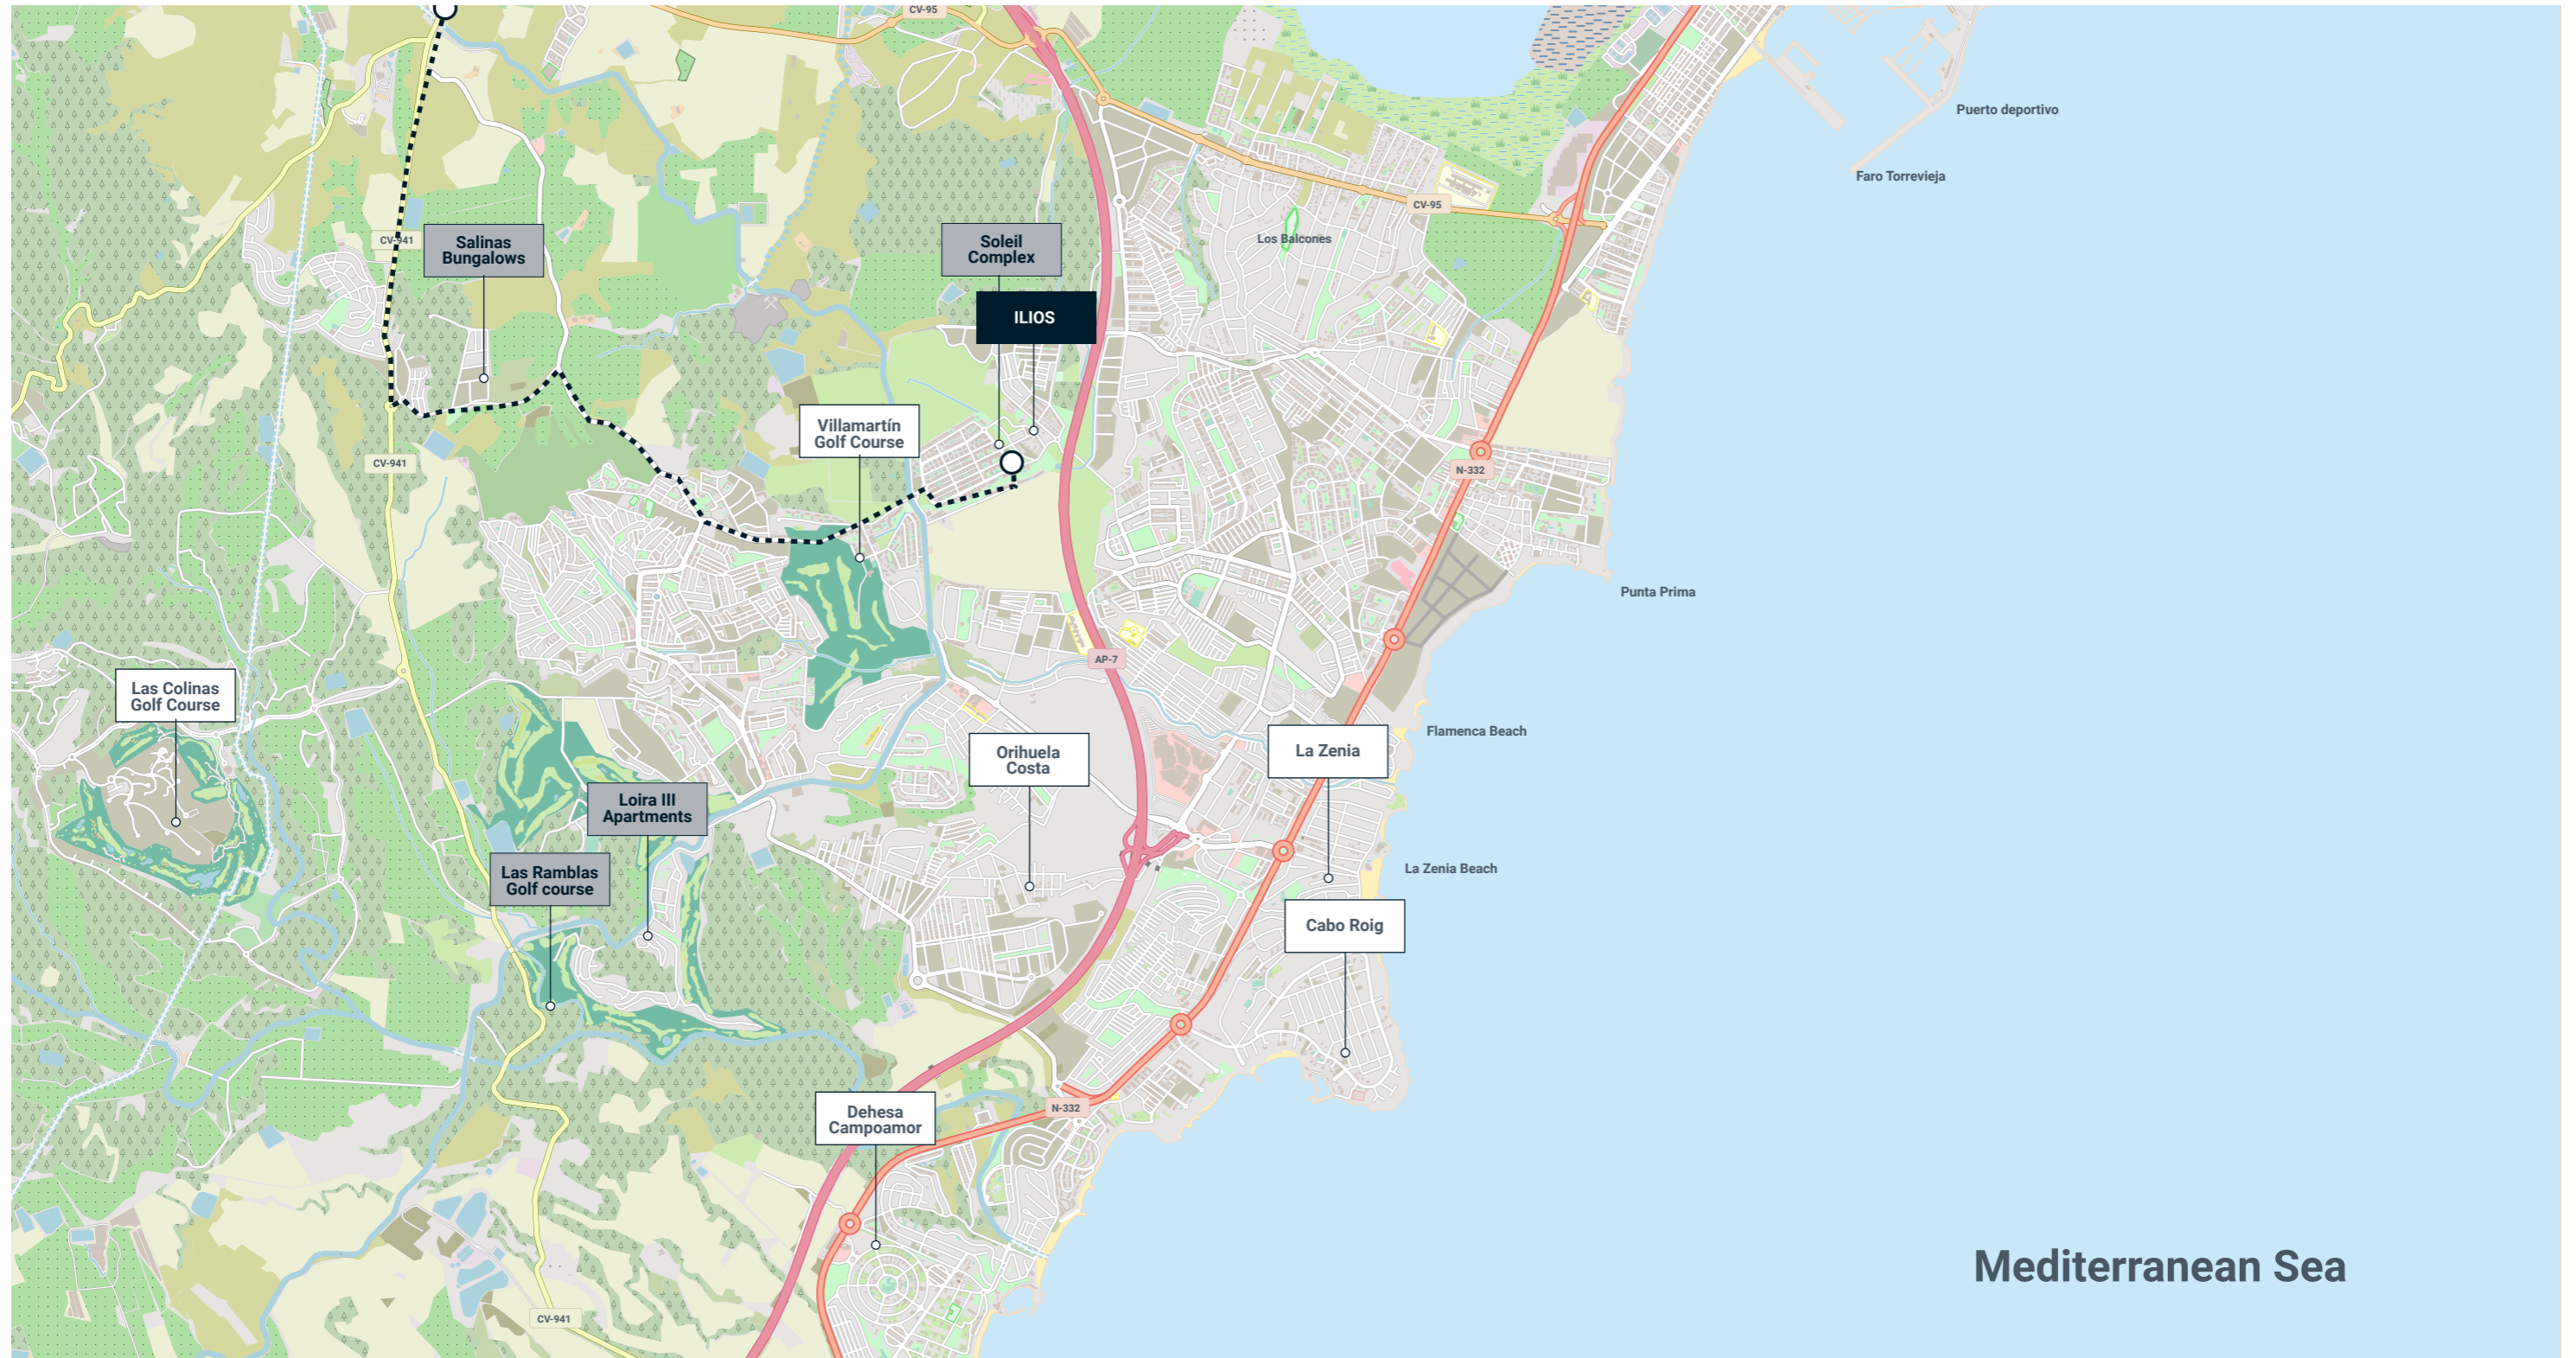 CV-95
Puerto deportivo
Faro Torrevieja
CV-95
CV-941
Salinas
Bungalows
Soleil
Complex
Los Balcones
ILIOS
Villamartín
Golf Course
CV-941
N-332
Punta Prima
AP-7
Las Colinas
Golf Course
Flamenca Beach
Orihuela
Costa
La Zenia
Loira III
Apartments
La Zenia Beach
Las Ramblas
Golf course
Cabo Roig
N-332
Dehesa
Campoamor
Mediterranean Sea
CV-941